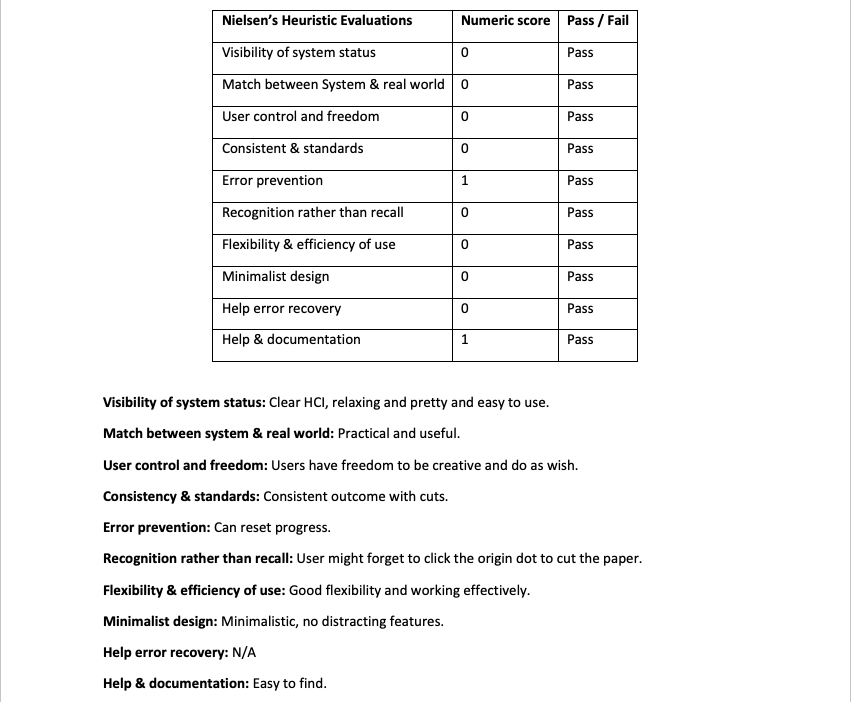 Nielsen’s Heuristic Evaluations Numeric score Pass / Fail
Visibility of system status 0 Pass
Match between System & real world 0 Pass
User control and freedom 0 Pass
Consistent & standards 0 Pass
Error prevention 1 Pass
Recognition rather than recall 0 Pass
Flexibility & efficiency of use 0 Pass
Minimalist design 0 Pass
Help error recovery 0 Pass
Help & documentation 1 Pass
Visibility of system status: Clear HCI, relaxing and pretty and easy to use.
Match between system & real world: Practical and useful.
User control and freedom: Users have freedom to be creative and do as wish.
Consistency & standards: Consistent outcome with cuts.
Error prevention: Can reset progress.
Recognition rather than recall: User might forget to click the origin dot to cut the paper.
Flexibility & efficiency of use: Good flexibility and working effectively.
Minimalist design: Minimalistic, no distracting features.
Help error recovery: N/A
Help & documentation: Easy to find.